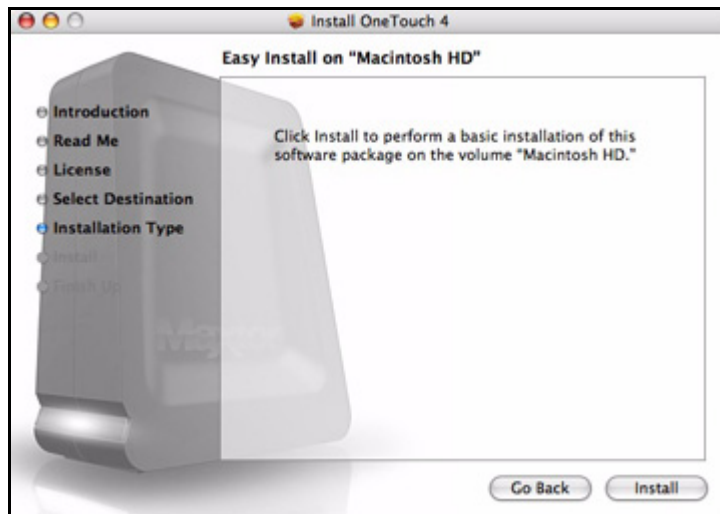 Install OneTouch 4
Easy Install on “Macintosh HD”
Introduction
Read Me
License
Select Destination
Installation Type
Install
Finish Up
Click Install to perform a basic installation of this
software package on the volume “Macintosh HD.”
Maxtor
Go Back
Install